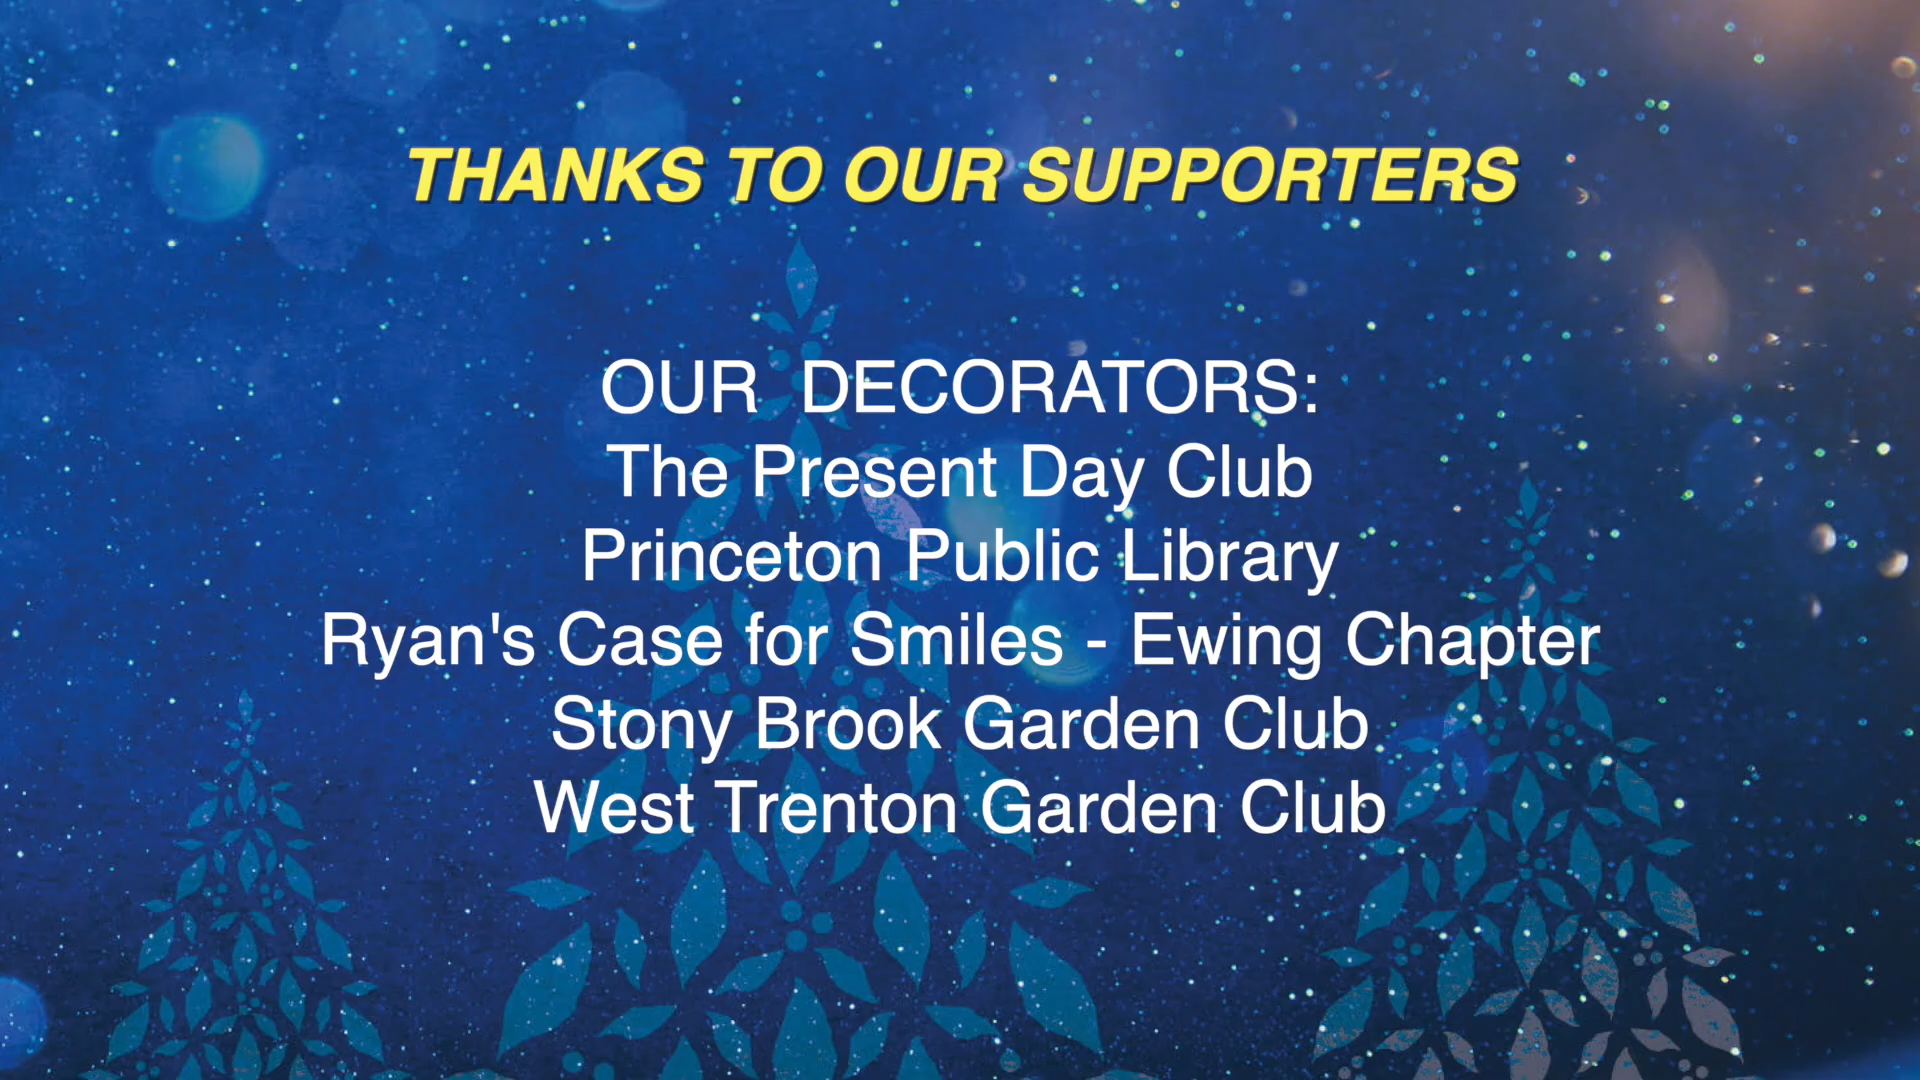 THANKS TO OUR SUPPORTERS
OUR DECORATORS:
The Present Day Club
Princeton Public Library
Ryan's Case for Smiles - Ewing Chapter
Stony Brook Garden Club
West Trenton Garden Club